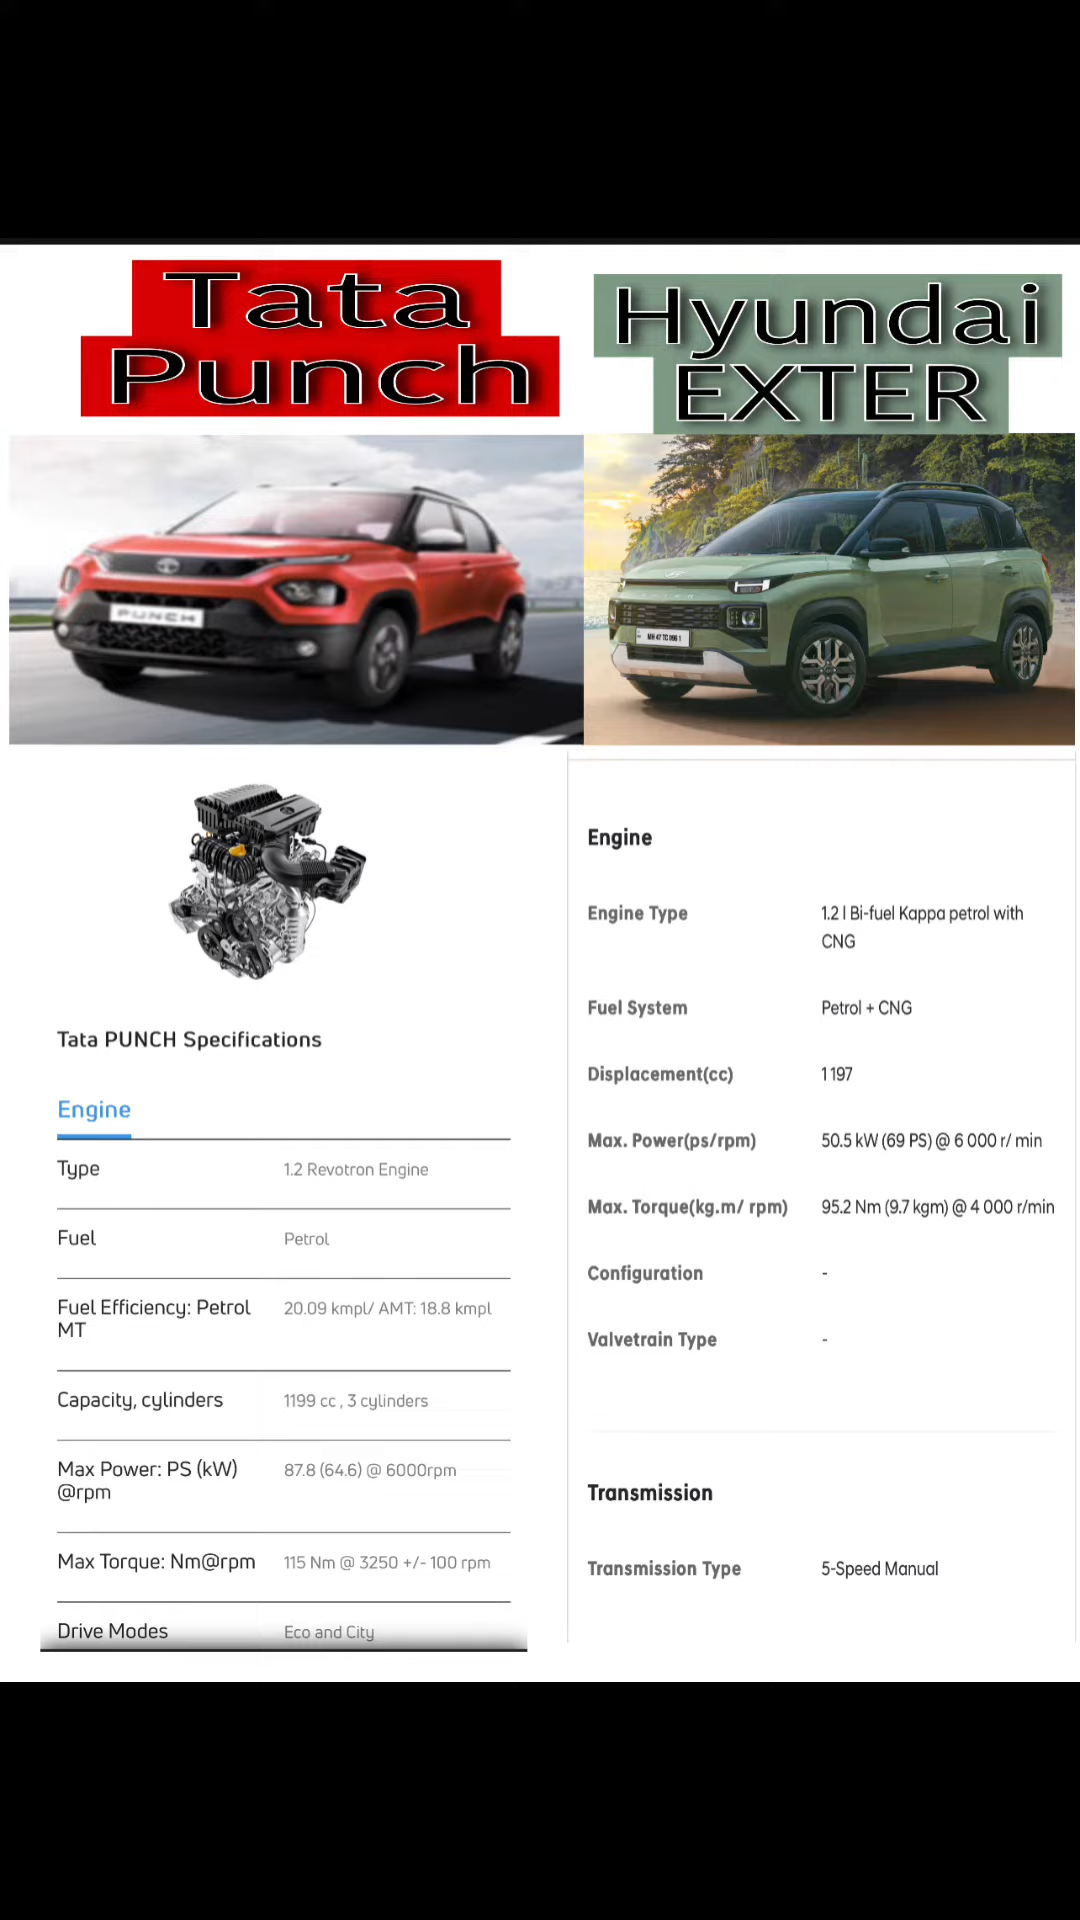 Tata
Punch
Hyundai
EXTER
PUNCH
MH 47 TC 098 1
Tata PUNCH Specifications
Engine
Type 1.2 Revotron Engine
Fuel Petrol
Fuel Efficiency: Petrol 20.09 kmpl/ AMT: 18.8 kmpl
MT
Capacity, cylinders 1199 cc , 3 cylinders
Max Power: PS (kW) 87.8 (64.6) @ 6000rpm
@rpm
Max Torque: Nm@rpm 115 Nm @ 3250 +/- 100 rpm
Drive Modes Eco and City
Engine
Engine Type 1.2 l Bi-fuel Kappa petrol with
CNG
Fuel System Petrol + CNG
Displacement(cc) 1 197
Max. Power(ps/rpm) 50.5 kW (69 PS) @ 6 000 r/ min
Max. Torque(kg.m/ rpm) 95.2 Nm (9.7 kgm) @ 4 000 r/min
Configuration -
Valvetrain Type -
Transmission
Transmission Type 5-Speed Manual